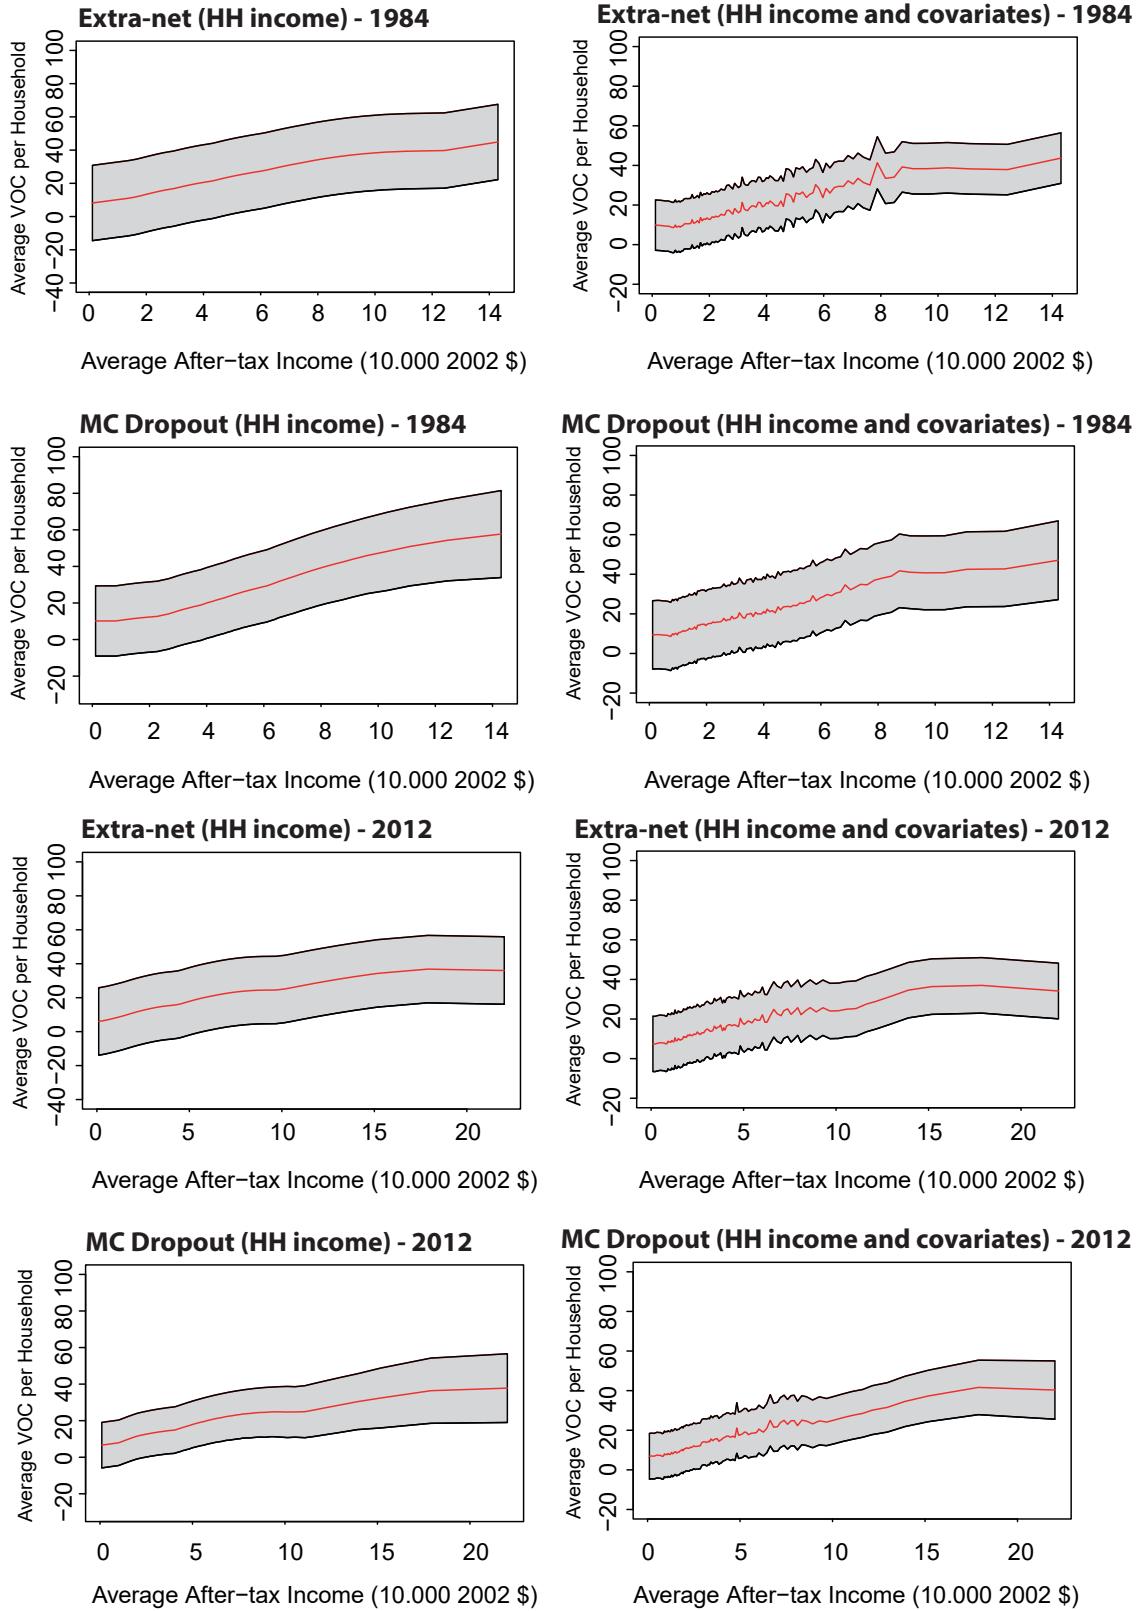 Extra-net (HH income) - 1984
Average VOC per Household
−40 −20 0 20 40 60 80 100
0 2 4 6 8 10 12 14
Average After−tax Income (10.000 2002 $)
Extra-net (HH income and covariates) - 1984
Average VOC per Household
−20 0 20 40 60 80 100
0 2 4 6 8 10 12 14
Average After−tax Income (10.000 2002 $)
MC Dropout (HH income) - 1984
Average VOC per Household
−20 0 20 40 60 80 100
0 2 4 6 8 10 12 14
Average After−tax Income (10.000 2002 $)
MC Dropout (HH income and covariates) - 1984
Average VOC per Household
−20 0 20 40 60 80 100
0 2 4 6 8 10 12 14
Average After−tax Income (10.000 2002 $)
Extra-net (HH income) - 2012
Average VOC per Household
−40 −20 0 20 40 60 80 100
0 5 10 15 20
Average After−tax Income (10.000 2002 $)
Extra-net (HH income and covariates) - 2012
Average VOC per Household
−20 0 20 40 60 80 100
0 5 10 15 20
Average After−tax Income (10.000 2002 $)
MC Dropout (HH income) - 2012
Average VOC per Household
−20 0 20 40 60 80 100
0 5 10 15 20
Average After−tax Income (10.000 2002 $)
MC Dropout (HH income and covariates) - 2012
Average VOC per Household
−20 0 20 40 60 80 100
0 5 10 15 20
Average After−tax Income (10.000 2002 $)